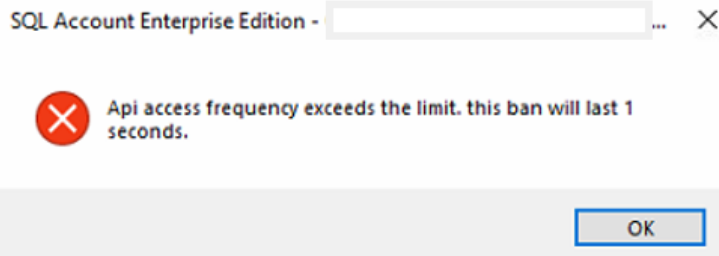 SQL Account Enterprise Edition - ...
Api access frequency exceeds the limit. this ban will last 1
seconds.
OK